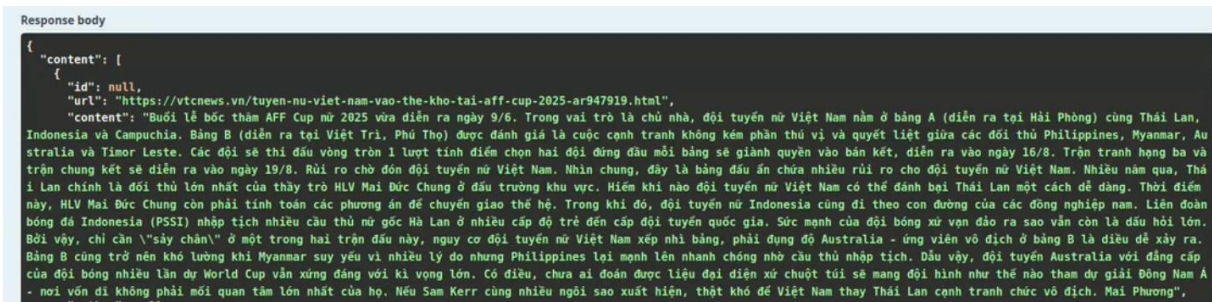 Response body
{
"content": [
{
"id": null,
"url": "https://vtcnews.vn/tuyen-nu-viet-nam-vao-the-kho-tai-aff-cup-2025-ar947919.html",
"content": "Buổi lễ bốc thăm AFF Cup nữ 2025 vừa diễn ra ngày 9/6. Trong vai trò là chủ nhà, đội tuyển nữ Việt Nam nằm ở bảng A (diễn ra tại Hải Phòng) cùng Thái Lan,
Indonesia và Campuchia. Bảng B (diễn ra tại Việt Trì, Phú Thọ) được đánh giá là cuộc cạnh tranh không kém phần thú vị và quyết liệt giữa các đối thủ Philippines, Myanmar, Au
stralia và Timor Leste. Các đội sẽ thi đấu vòng tròn 1 lượt tính điểm chọn hai đội đứng đầu mỗi bảng sẽ giành quyền vào bán kết, diễn ra vào ngày 16/8. Trận tranh hạng ba và
trận chung kết sẽ diễn ra vào ngày 19/8. Rủi ro chờ đón đội tuyển nữ Việt Nam. Nhìn chung, đây là bảng đấu ẩn chứa nhiều rủi ro cho đội tuyển nữ Việt Nam. Nhiều năm qua, Thá
i Lan chính là đối thủ lớn nhất của thầy trò HLV Mai Đức Chung ở đấu trường khu vực. Hiếm khi nào đội tuyển nữ Việt Nam có thể đánh bại Thái Lan một cách dễ dàng. Thời điểm
này, HLV Mai Đức Chung còn phải tính toán các phương án để chuyển giao thế hệ. Trong khi đó, đội tuyển nữ Indonesia cũng đi theo con đường của các đồng nghiệp nam. Liên đoàn
bóng đá Indonesia (PSSI) nhập tịch nhiều cầu thủ nữ gốc Hà Lan ở nhiều cấp độ trẻ đến cấp đội tuyển quốc gia. Sức mạnh của đội bóng xứ vạn đảo ra sao vẫn còn là dấu hỏi lớn.
Bởi vậy, chỉ cần \"sảy chân\" ở một trong hai trận đấu này, nguy cơ đội tuyển nữ Việt Nam xếp nhì bảng, phải đụng độ Australia - ứng viên vô địch ở bảng B là điều dễ xảy ra.
Bảng B cũng trở nên khó lường khi Myanmar suy yếu vì nhiều lý do nhưng Philippines lại mạnh lên nhanh chóng nhờ cầu thủ nhập tịch. Dẫu vậy, đội tuyển Australia với đẳng cấp
của đội bóng nhiều lần dự World Cup vẫn xứng đáng với kì vọng lớn. Có điều, chưa ai đoán được liệu đại diện xứ chuột túi sẽ mang đội hình như thế nào tham dự giải Đông Nam Á
- nơi vốn dĩ không phải mối quan tâm lớn nhất của họ. Nếu Sam Kerr cùng nhiều ngôi sao xuất hiện, thật khó để Việt Nam thay Thái Lan cạnh tranh chức vô địch. Mai Phương",